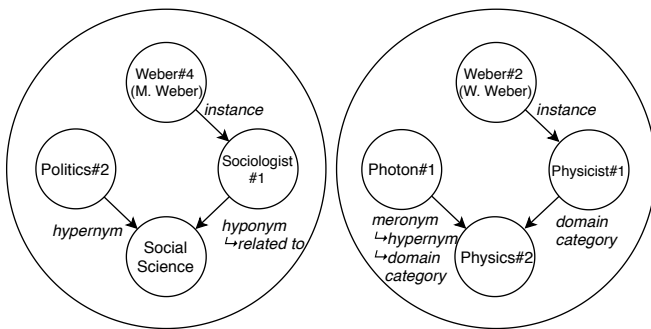 Weber#4
(M. Weber)
instance
Politics#2
Sociologist
#1
hypernym
hyponym
↳related to
Social
Science
Weber#2
(W. Weber)
instance
Photon#1
Physicist#1
meronym
↳hypernym
↳domain
category
domain
category
Physics#2